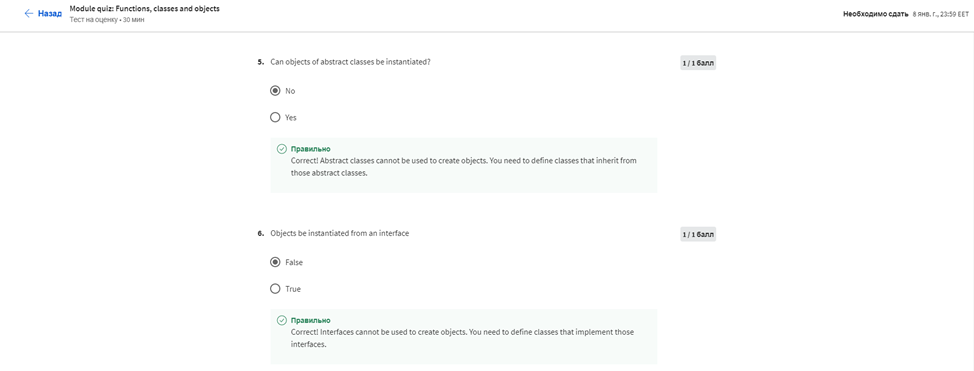 Назад
Module quiz: Functions, classes and objects
Тест на оценку • 30 мин
Необходимо сдать 8 янв. г., 23:59 EET
5. Can objects of abstract classes be instantiated?
1 / 1 балл
No
Yes
Правильно
Correct! Abstract classes cannot be used to create objects. You need to define classes that inherit from
those abstract classes.
6. Objects be instantiated from an interface
1 / 1 балл
False
True
Правильно
Correct! Interfaces cannot be used to create objects. You need to define classes that implement those
interfaces.